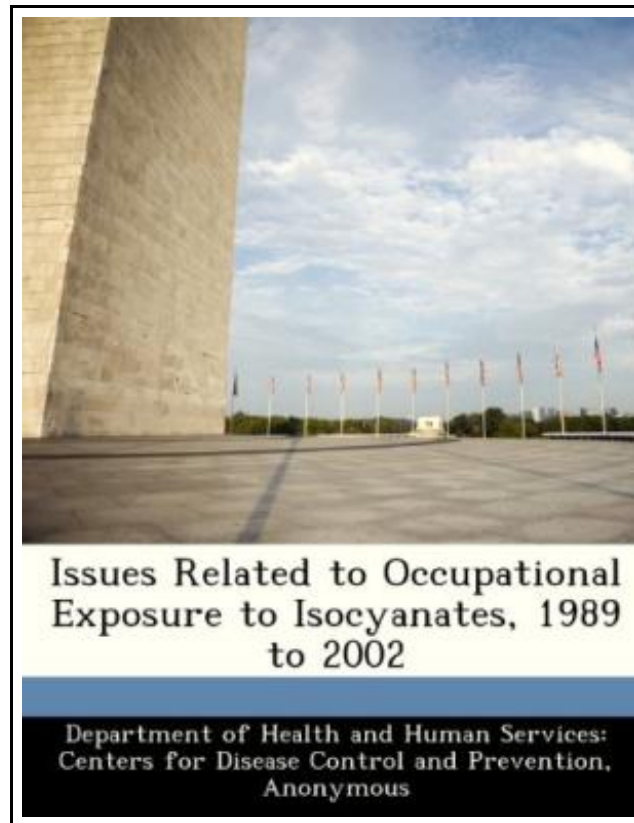 Issues Related to Occupational
Exposure to Isocyanates, 1989
to 2002
Department of Health and Human Services:
Centers for Disease Control and Prevention,
Anonymous